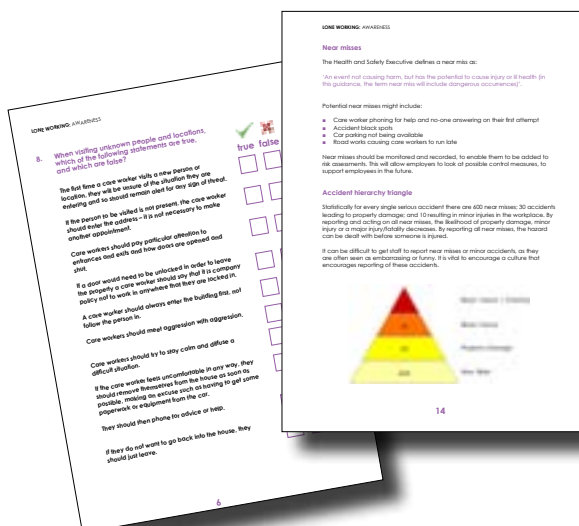 LONE WORKING: AWARENESS
8. When visiting unknown people and locations,
which of the following statements are true,
and which are false?
true false
The first time a care worker visits a new person or
location, they will be unsure of the situation they are
entering and so should remain alert for any sign of threat.
If the person to be visited is not present, the care worker
should enter the address – it is not necessary to make
another appointment.
Care workers should pay particular attention to
entrances and exits and how doors are opened and
shut.
If a door would need to be unlocked in order to leave
the property a care worker should say that it is company
policy not to work in anywhere that they are locked in.
A care worker should always enter the building first, not
follow the person in.
Care workers should meet aggression with aggression.
Care workers should try to stay calm and diffuse a
difficult situation.
If the care worker feels uncomfortable in any way, they
should remove themselves from the house as soon as
possible, making an excuse such as having to get some
paperwork or equipment from the car.
They should then phone for advice or help.
If they do not want to go back into the house, they
should just leave.
6
LONE WORKING: AWARENESS
Near misses
The Health and Safety Executive defines a near miss as:
'An event not causing harm, but has the potential to cause injury or ill health (in
this guidance, the term near miss will include dangerous occurrences)'.
Potential near misses might include:
Care worker phoning for help and no-one answering on their first attempt
Accident black spots
Car parking not being available
Road works causing care workers to run late
Near misses should be monitored and recorded, to enable them to be added to
risk assessments. This will allow employers to look at possible control measures, to
support employees in the future.
Accident hierarchy triangle
Statistically for every single serious accident there are 600 near misses; 30 accidents
leading to property damage; and 10 resulting in minor injuries in the workplace. By
reporting and acting on all near misses, the likelihood of property damage, minor
injury or a major injury/fatality decreases. By reporting all near misses, the hazard
can be dealt with before someone is injured.
It can be difficult to get staff to report near misses or minor accidents, as they
are often seen as embarrassing or funny. It is vital to encourage a culture that
encourages reporting of these accidents.
14